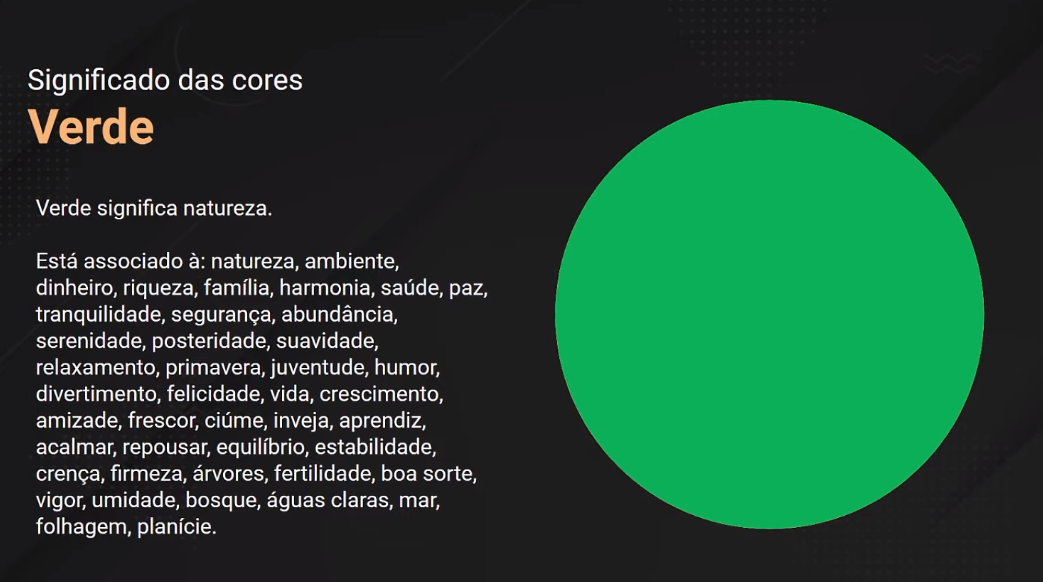 Significado das cores
Verde
Verde significa natureza.
Está associado à: natureza, ambiente,
dinheiro, riqueza, família, harmonia, saúde, paz,
tranquilidade, segurança, abundância,
serenidade, posteridade, suavidade,
relaxamento, primavera, juventude, humor,
divertimento, felicidade, vida, crescimento,
amizade, frescor, ciúme, inveja, aprendiz,
acalmar, repousar, equilíbrio, estabilidade,
crença, firmeza, árvores, fertilidade, boa sorte,
vigor, umidade, bosque, águas claras, mar,
folhagem, planície.